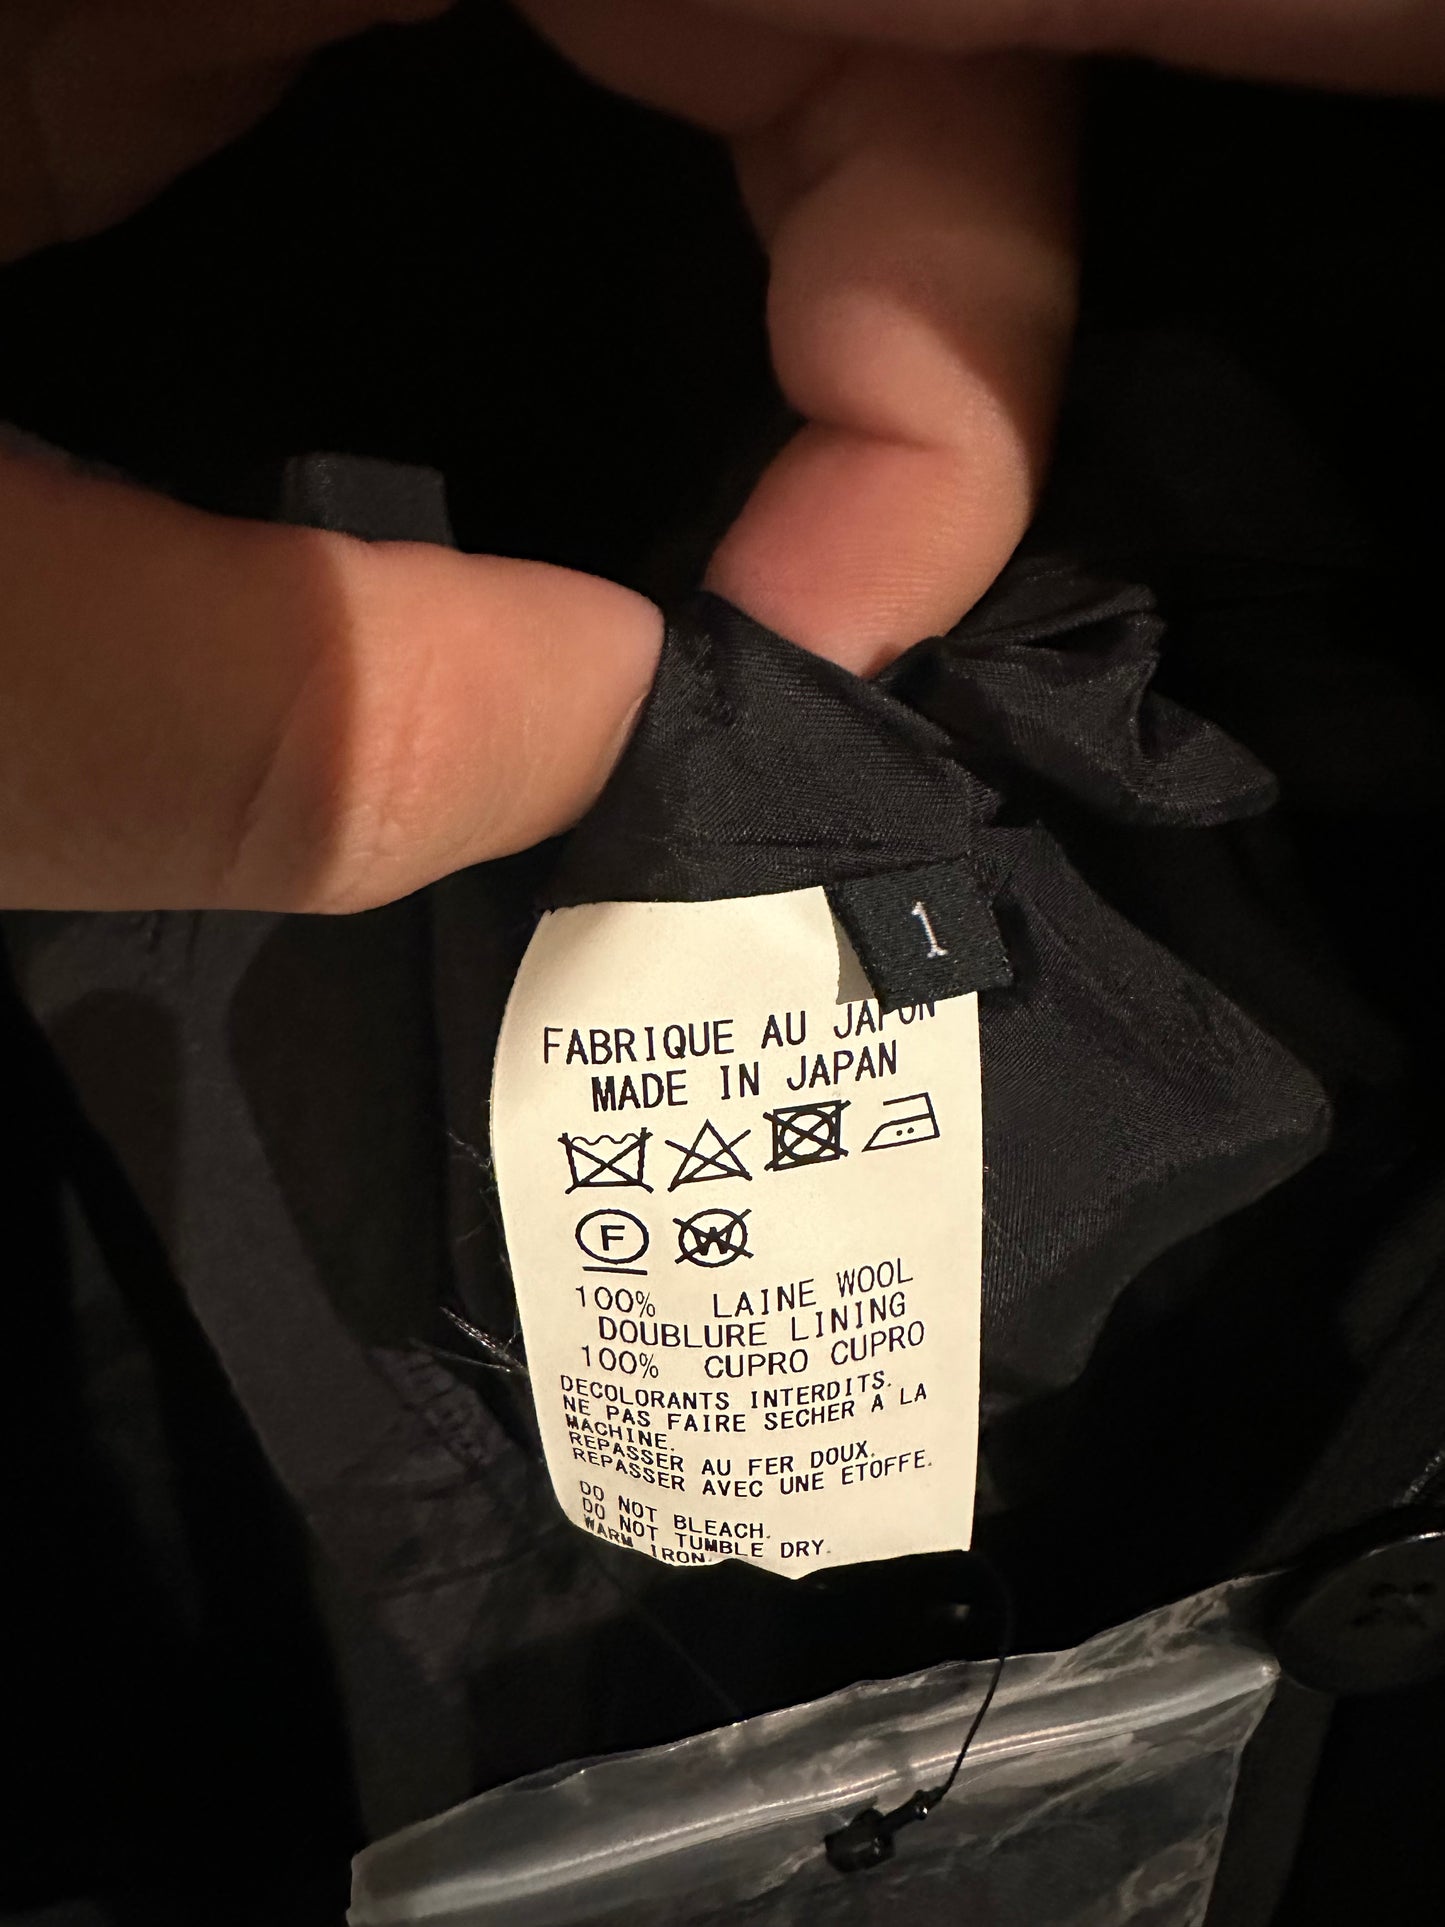 1
FABRIQUE AU JAPON
MADE IN JAPAN
F W
100% LAINE WOOL
DOUBLURE LINING
100% CUPRO CUPRO
DECOLORANTS INTERDITS.
NE PAS FAIRE SECHER A LA
MACHINE.
REPASSER AU FER DOUX.
REPASSER AVEC UNE ETOFFE.
DO NOT BLEACH.
DO NOT TUMBLE DRY.
WARM IRON.